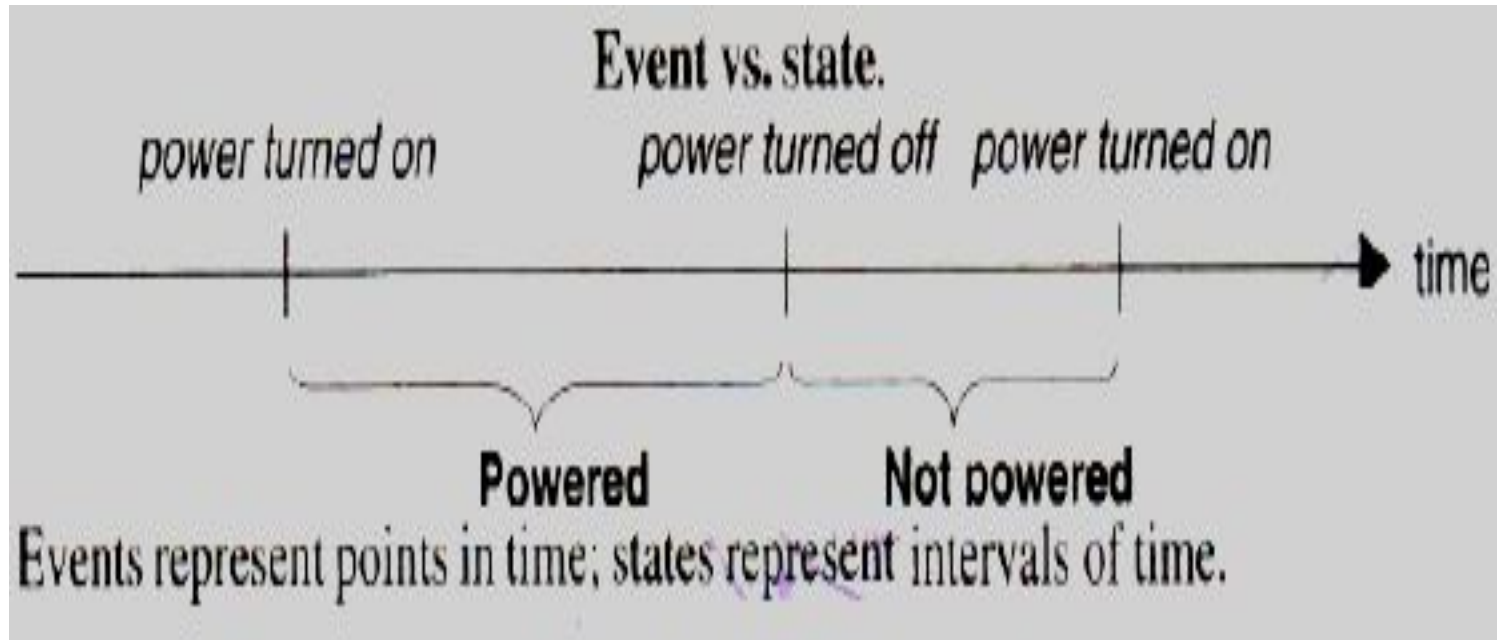 Event vs. state.
power turned on power turned off power turned on
time
Powered Not powered
Events represent points in time; states represent intervals of time.